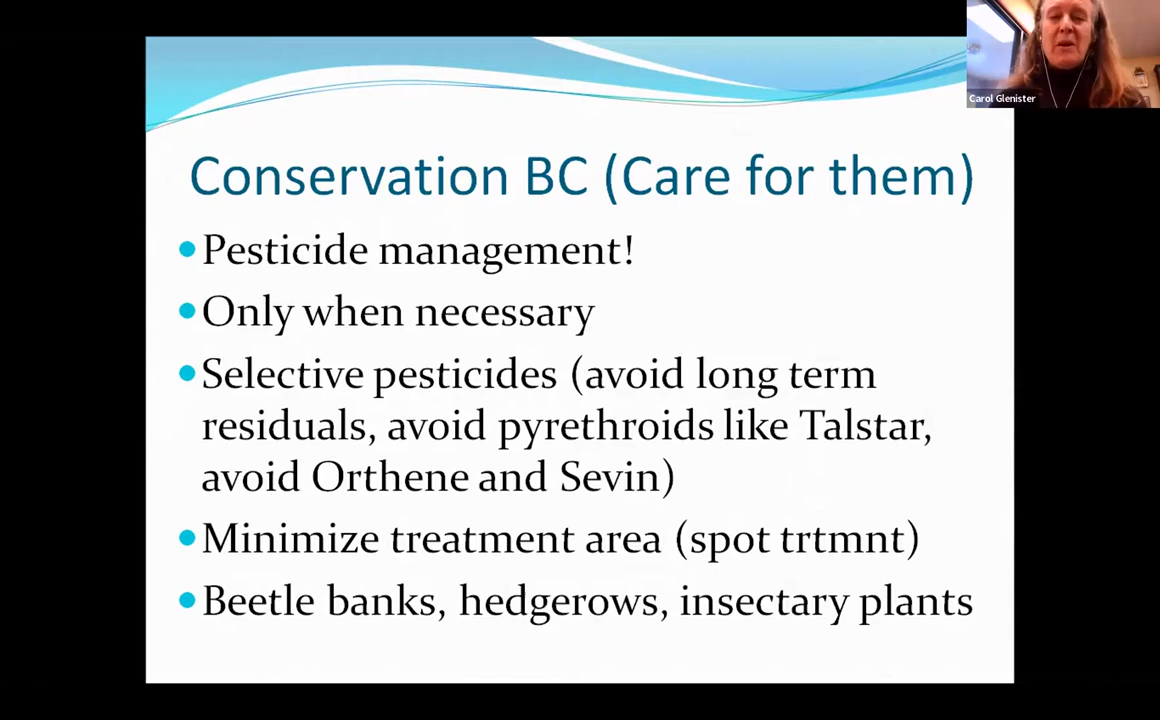 Carol Glenister
Conservation BC (Care for them)
•Pesticide management!
•Only when necessary
•Selective pesticides (avoid long term
residuals, avoid pyrethroids like Talstar,
avoid Orthene and Sevin)
•Minimize treatment area (spot trtmnt)
•Beetle banks, hedgerows, insectary plants